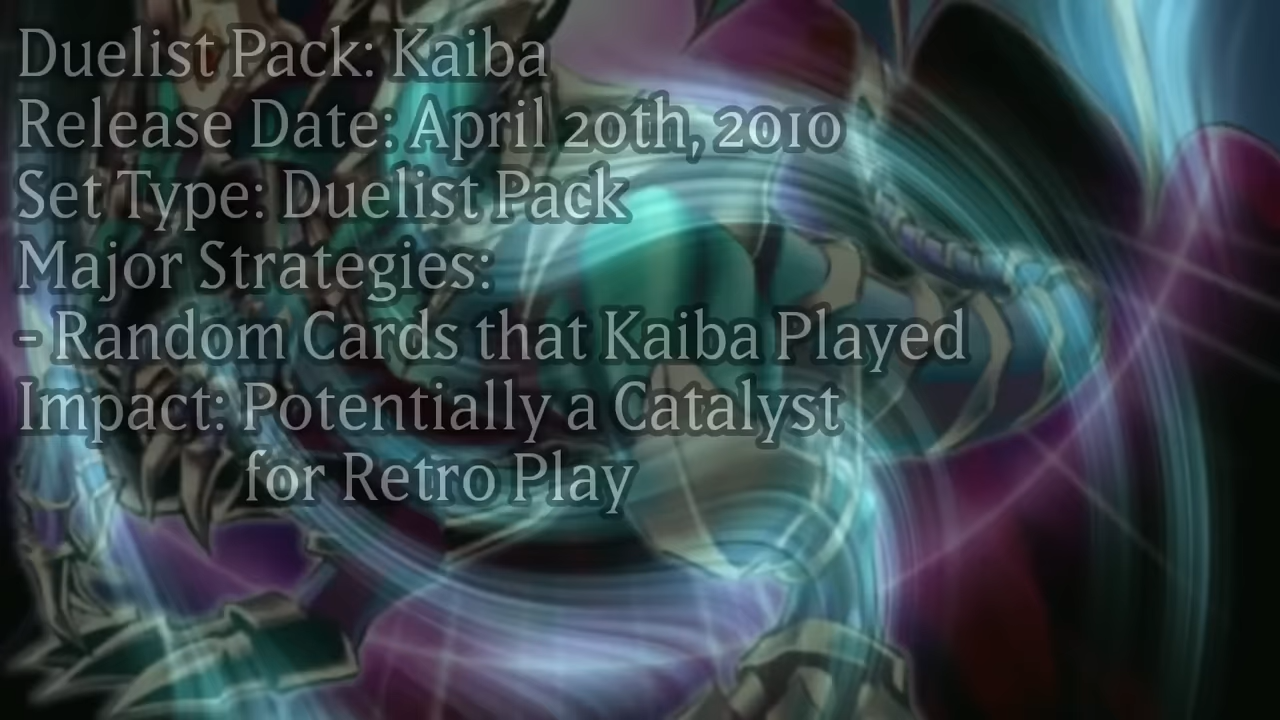 Duelist Pack: Kaiba
Release Date: April 20th, 2010
Set Type: Duelist Pack
Major Strategies:
- Random Cards that Kaiba Played
Impact: Potentially a Catalyst
for Retro Play